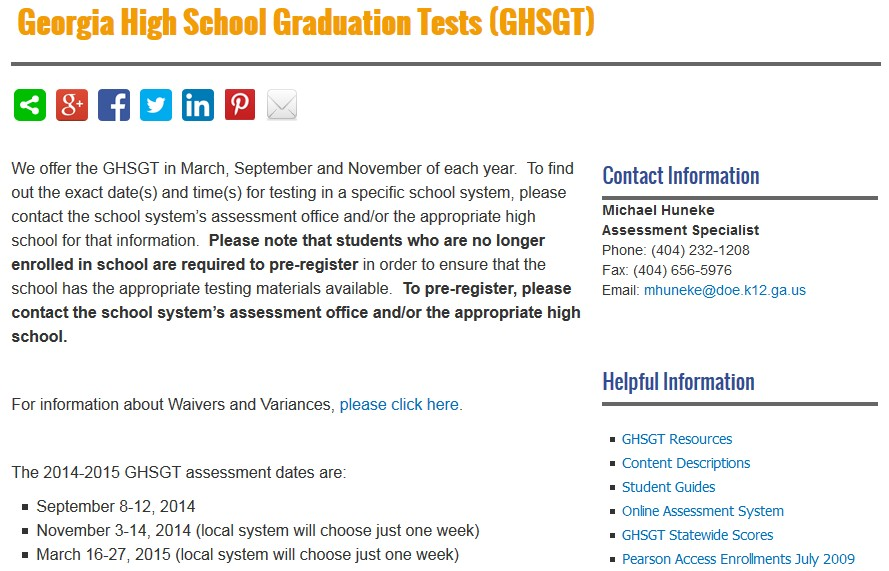 Georgia High School Graduation Tests (GHSGT)
We offer the GHSGT in March, September and November of each year. To find
out the exact date(s) and time(s) for testing in a specific school system, please
contact the school system's assessment office and/or the appropriate high
school for that information. Please note that students who are no longer
enrolled in school are required to pre-register in order to ensure that the
school has the appropriate testing materials available. To pre-register, please
contact the school system's assessment office and/or the appropriate high
school.
For information about Waivers and Variances, please click here.
The 2014-2015 GHSGT assessment dates are:
September 8-12, 2014
November 3-14, 2014 (local system will choose just one week)
March 16-27, 2015 (local system will choose just one week)
Contact Information
Michael Huneke
Assessment Specialist
Phone: (404) 232-1208
Fax: (404) 656-5976
Email: mhuneke@doe.k12.ga.us
Helpful Information
GHSGT Resources
Content Descriptions
Student Guides
Online Assessment System
GHSGT Statewide Scores
Pearson Access Enrollments July 2009